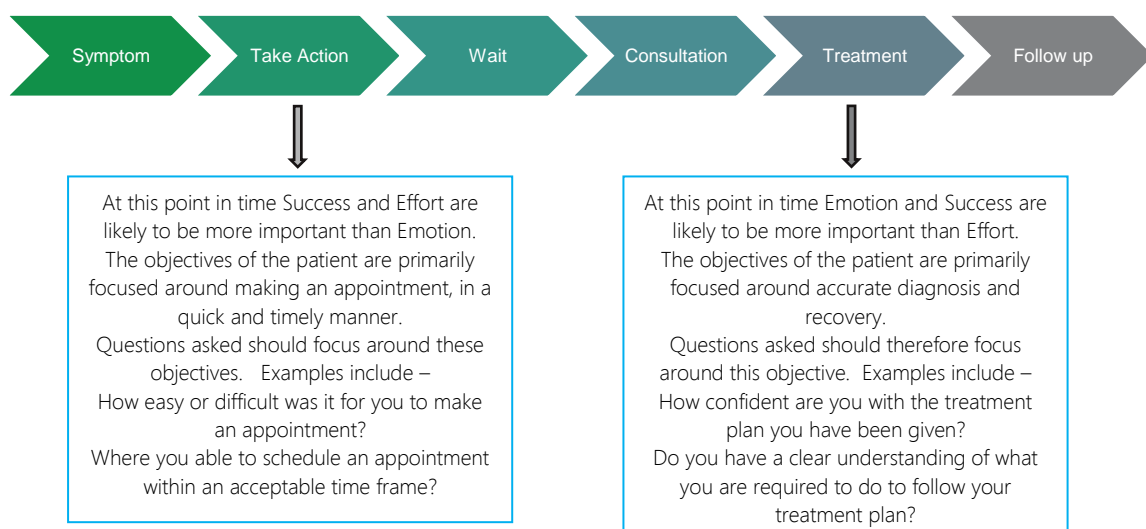 Symptom
Take Action
Wait
Consultation
Treatment
Follow up
At this point in time Success and Effort are
likely to be more important than Emotion.
The objectives of the patient are primarily
focused around making an appointment, in a
quick and timely manner.
Questions asked should focus around these
objectives.   Examples include –
How easy or difficult was it for you to make
an appointment?
Where you able to schedule an appointment
within an acceptable time frame?
At this point in time Emotion and Success are
likely to be more important than Effort.
The objectives of the patient are primarily
focused around accurate diagnosis and
recovery.
Questions asked should therefore focus
around this objective.  Examples include –
How confident are you with the treatment
plan you have been given?
Do you have a clear understanding of what
you are required to do to follow your
treatment plan?